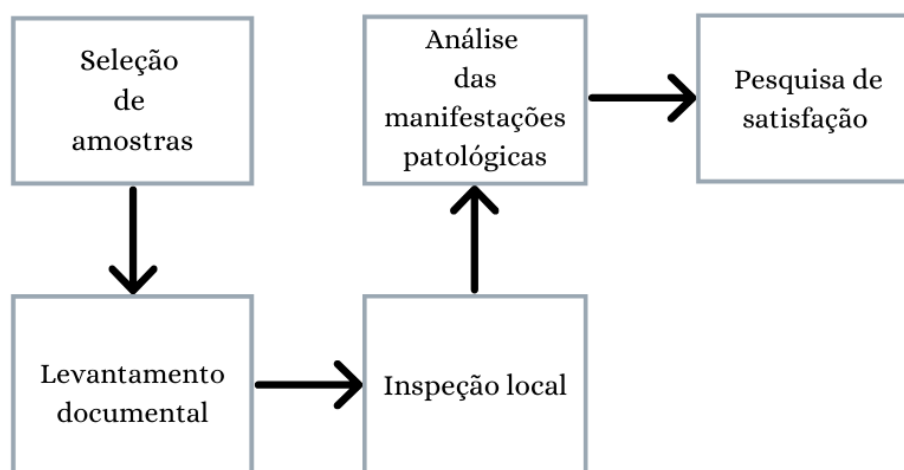 Seleção
de
amostras
Levantamento
documental
Inspeção local
Análise
das
manifestações
patológicas
Pesquisa de
satisfação